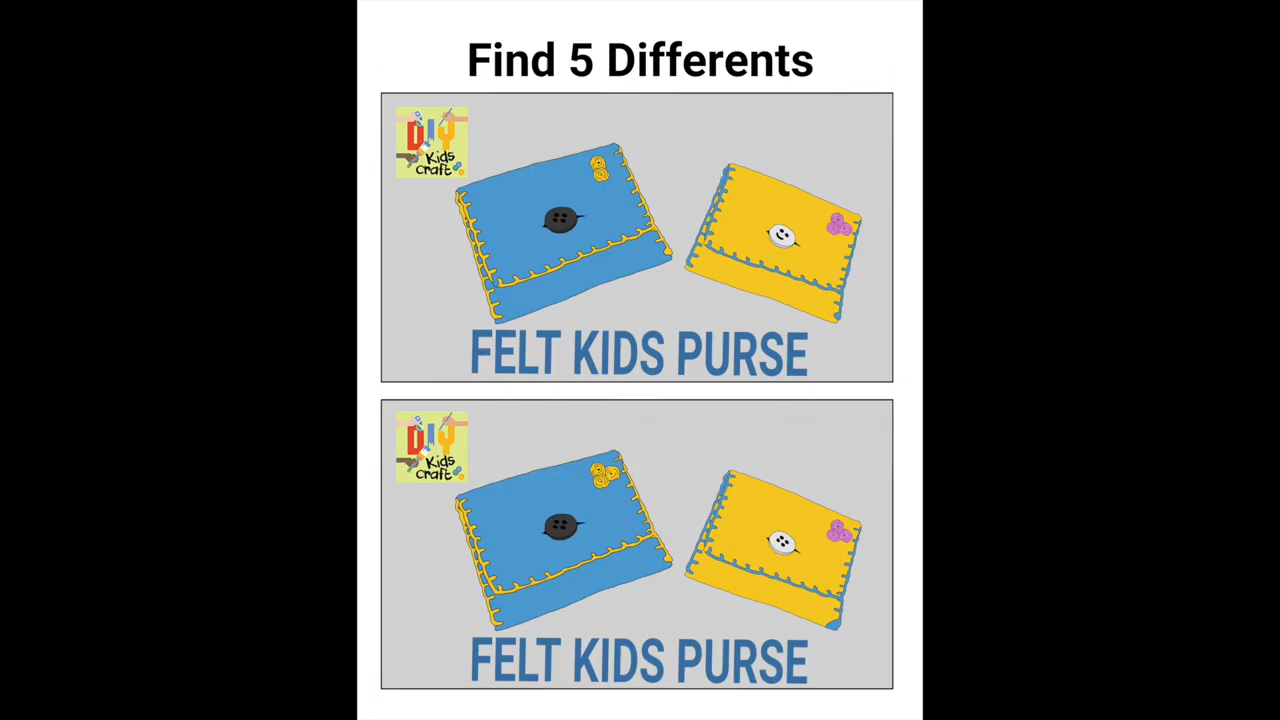 Find 5 Differents
DIY
Kids
Craft
FELT KIDS PURSE
DIY
Kids
Craft
FELT KIDS PURSE